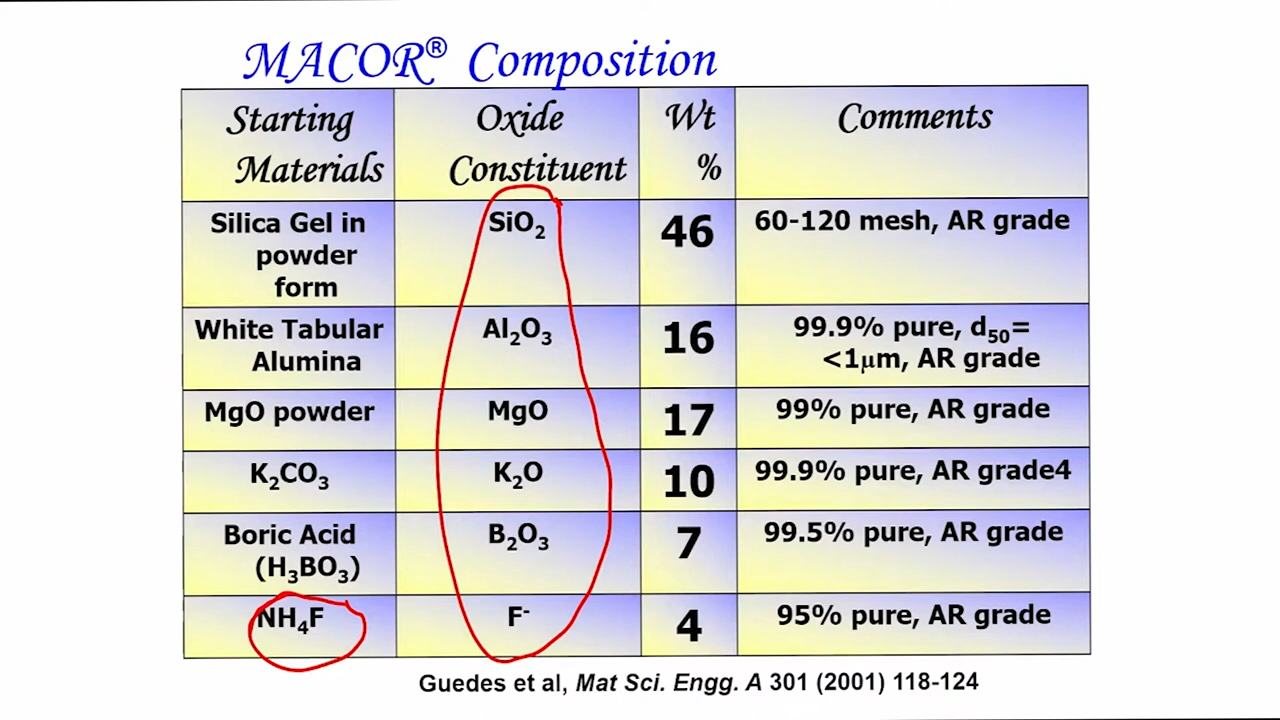 MACOR® Composition
Starting Materials
Oxide Constituent
Wt %
Comments
Silica Gel in powder form
SiO₂
46
60-120 mesh, AR grade
White Tabular Alumina
Al₂O₃
16
99.9% pure, d₅₀= <1μm, AR grade
MgO powder
MgO
17
99% pure, AR grade
K₂CO₃
K₂O
10
99.9% pure, AR grade4
Boric Acid (H₃BO₃)
B₂O₃
7
99.5% pure, AR grade
NH₄F
F⁻
4
95% pure, AR grade
Guedes et al, Mat Sci. Engg. A 301 (2001) 118-124